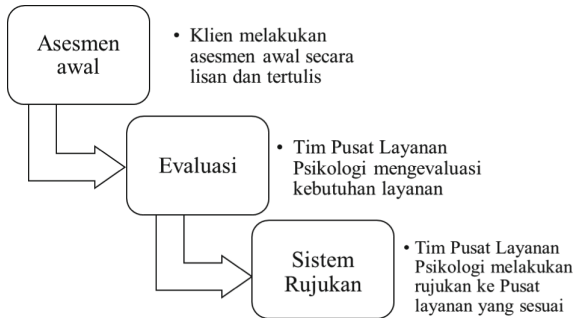 Asesmen
awal
• Klien melakukan
asesmen awal secara
lisan dan tertulis
Evaluasi
• Tim Pusat Layanan
Psikologi mengevaluasi
kebutuhan layanan
Sistem
Rujukan
• Tim Pusat Layanan
Psikologi melakukan
rujukan ke Pusat
layanan yang sesuai